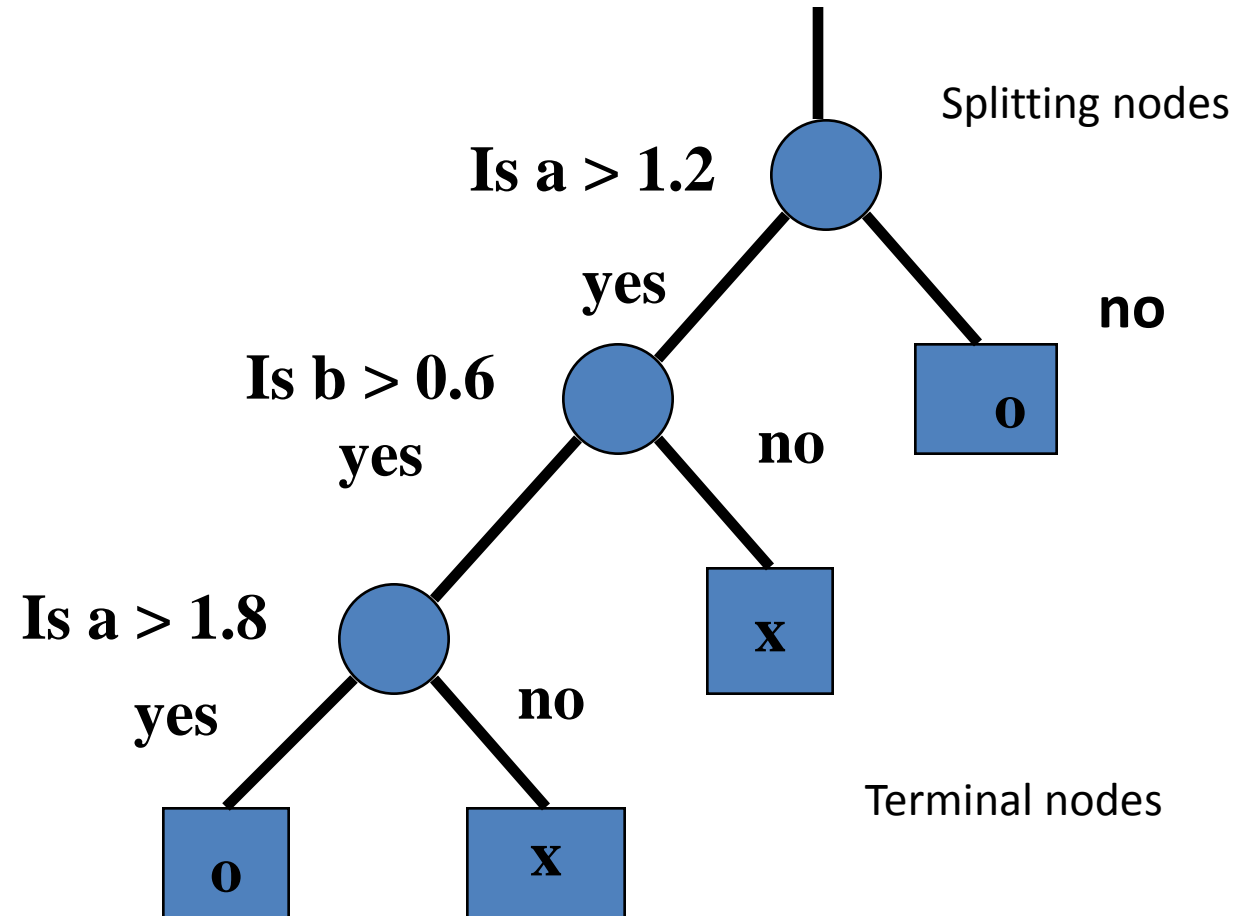 Splitting nodes
Is a > 1.2
yes
no
Is b > 0.6
o
yes
no
Is a > 1.8
x
yes
no
Terminal nodes
o
x